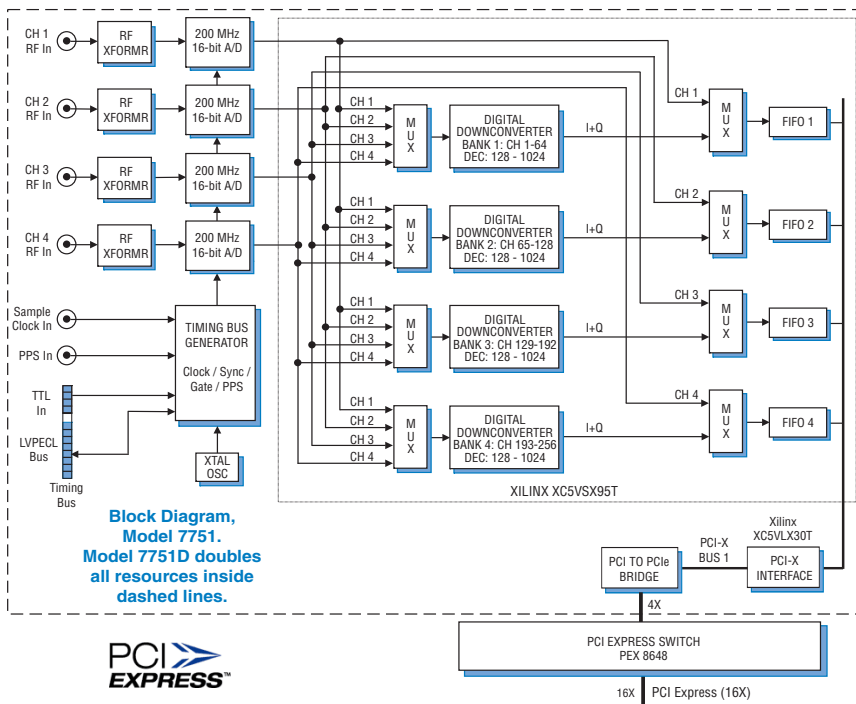 CH 1
RF In
RF
XFORMR
200 MHz
16-bit A/D
CH 2
RF In
RF
XFORMR
200 MHz
16-bit A/D
CH 3
RF In
RF
XFORMR
200 MHz
16-bit A/D
CH 4
RF In
RF
XFORMR
200 MHz
16-bit A/D
Sample
Clock In
PPS In
TTL
In
LVPECL
Bus
Timing
Bus
TIMING BUS
GENERATOR
Clock / Sync /
Gate / PPS
XTAL
OSC
CH 1
CH 2
CH 3
CH 4
M
U
X
DIGITAL
DOWNCONVERTER
BANK 1: CH 1-64
DEC: 128 - 1024
I+Q
CH 1
M
U
X
FIFO 1
CH 1
CH 2
CH 3
CH 4
M
U
X
DIGITAL
DOWNCONVERTER
BANK 2: CH 65-128
DEC: 128 - 1024
I+Q
CH 2
M
U
X
FIFO 2
CH 1
CH 2
CH 3
CH 4
M
U
X
DIGITAL
DOWNCONVERTER
BANK 3: CH 129-192
DEC: 128 - 1024
I+Q
CH 3
M
U
X
FIFO 3
CH 1
CH 2
CH 3
CH 4
M
U
X
DIGITAL
DOWNCONVERTER
BANK 4: CH 193-256
DEC: 128 - 1024
I+Q
CH 4
M
U
X
FIFO 4
XILINX XC5VSX95T
Block Diagram,
Model 7751.
Model 7751D doubles
all resources inside
dashed lines.
PCI TO PCIe
BRIDGE
PCI-X
BUS 1
Xilinx
XC5VLX30T
PCI-X
INTERFACE
4X
PCI EXPRESS SWITCH
PEX 8648
16X
PCI Express (16X)
PCI
EXPRESS™